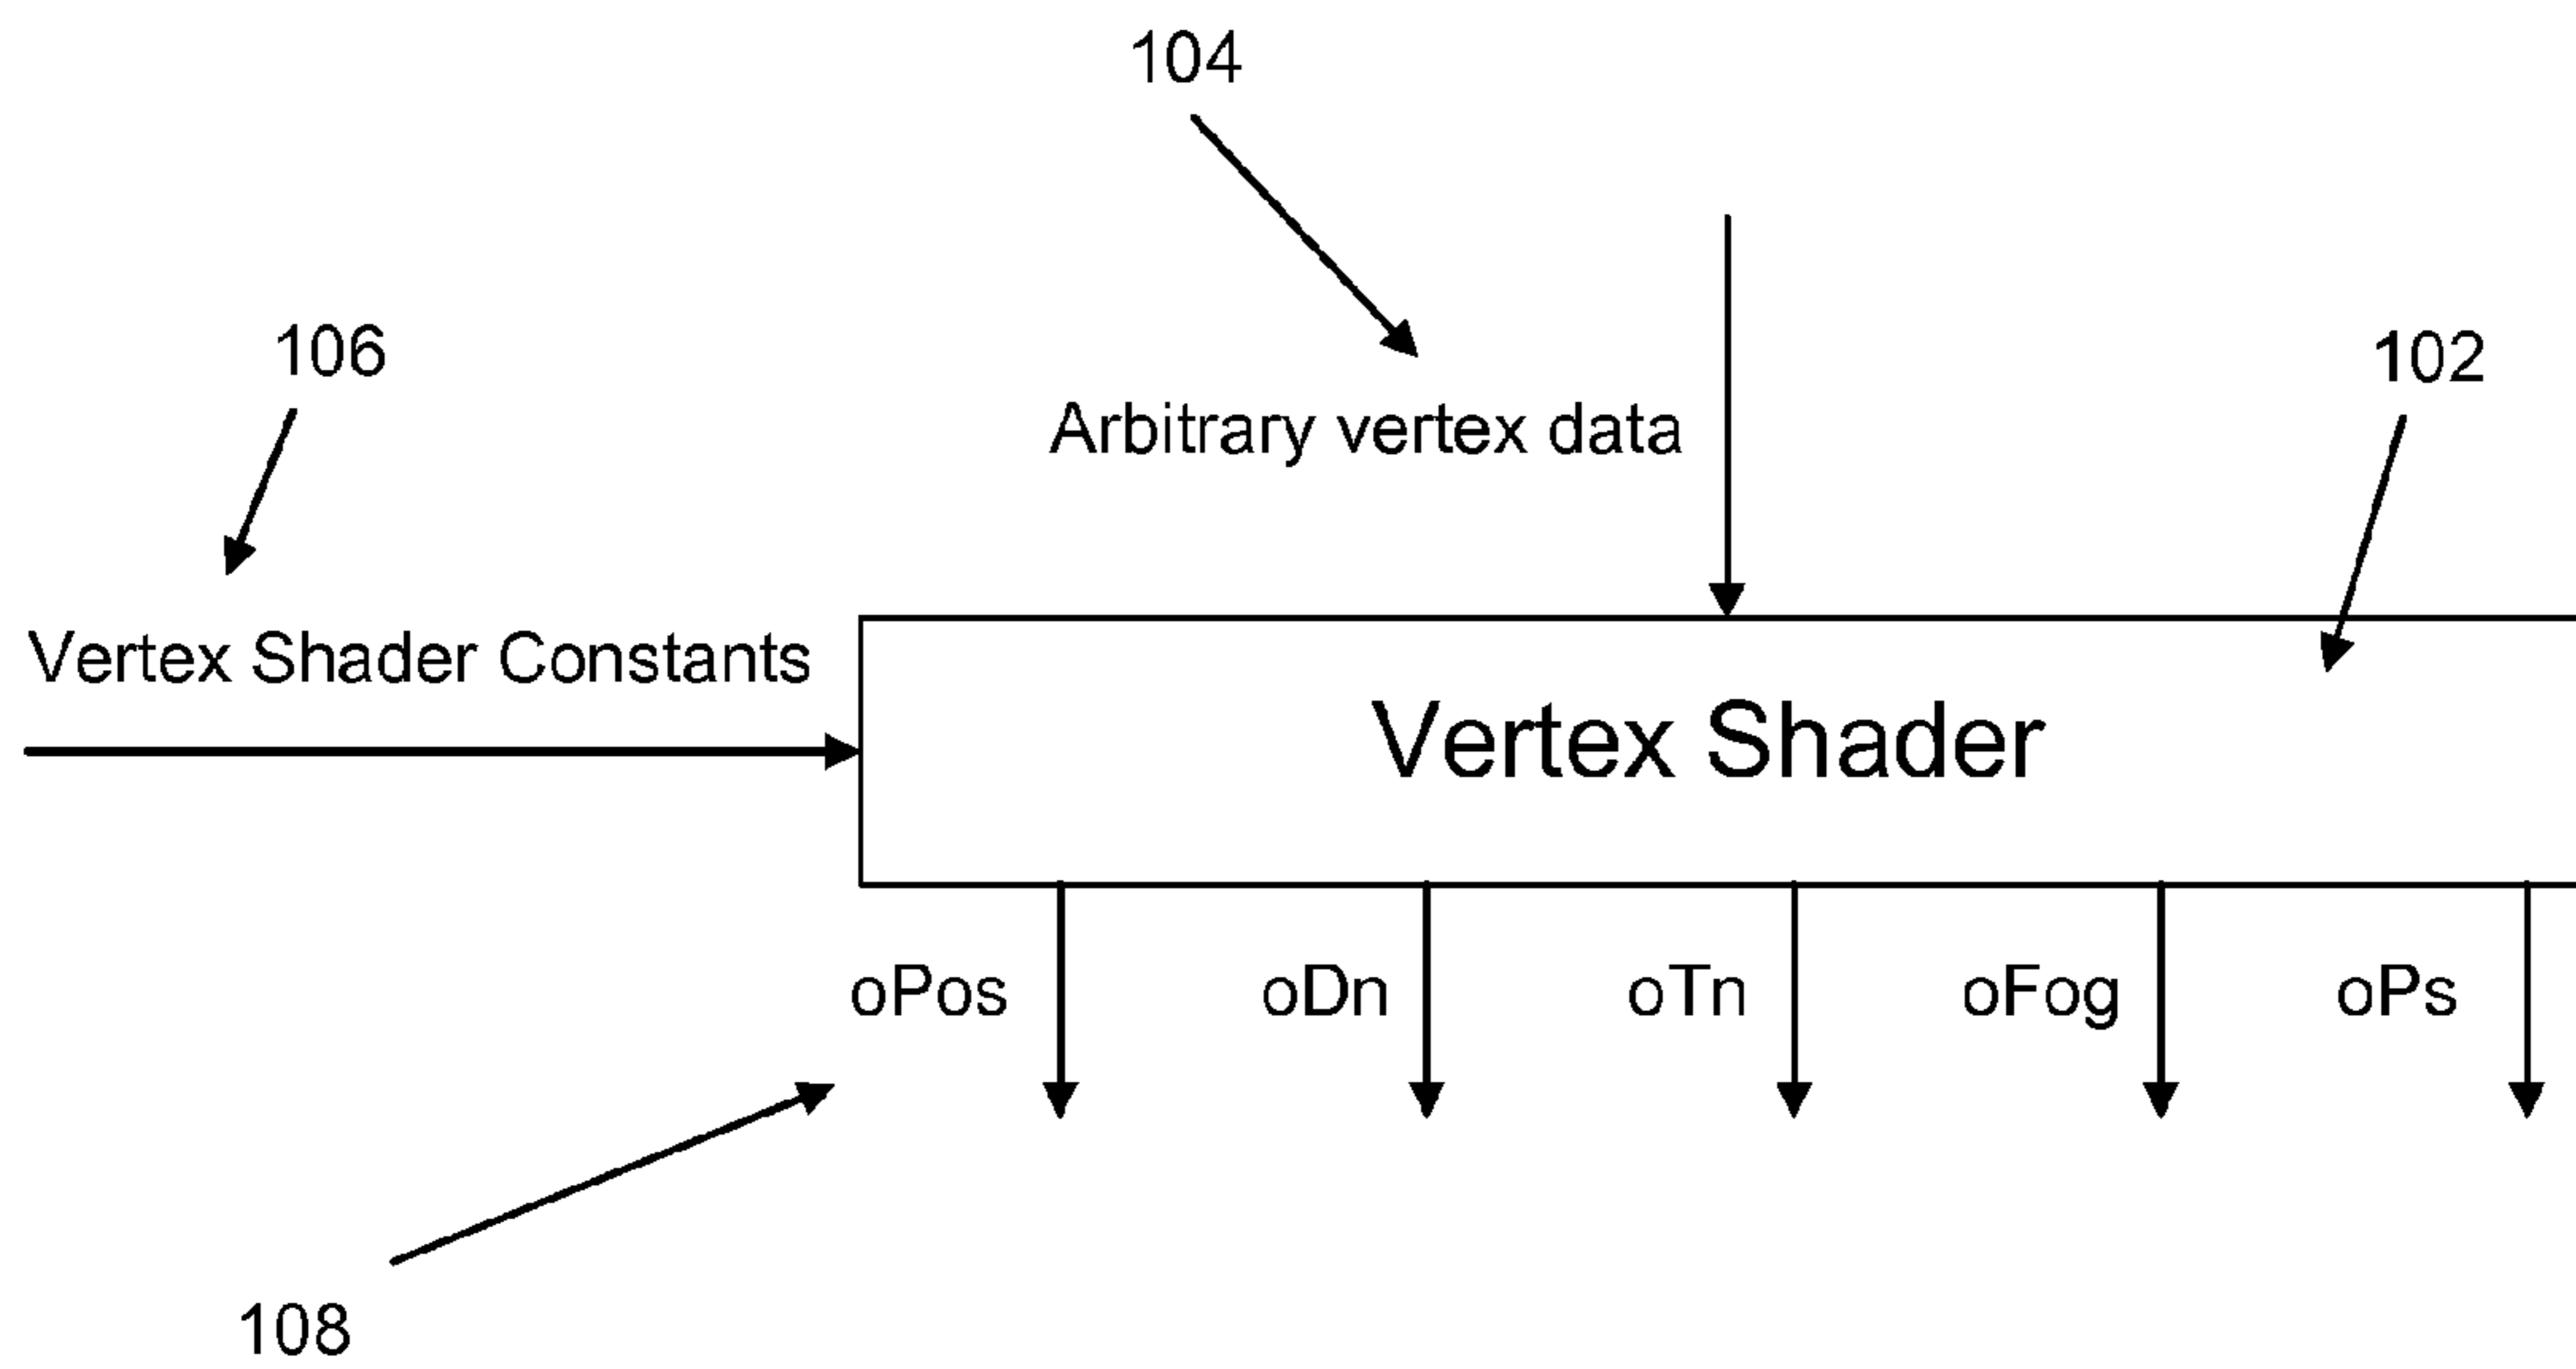 104
106
102
Arbitrary vertex data
Vertex Shader Constants
Vertex Shader
oPos oDn oTn oFog oPs
108